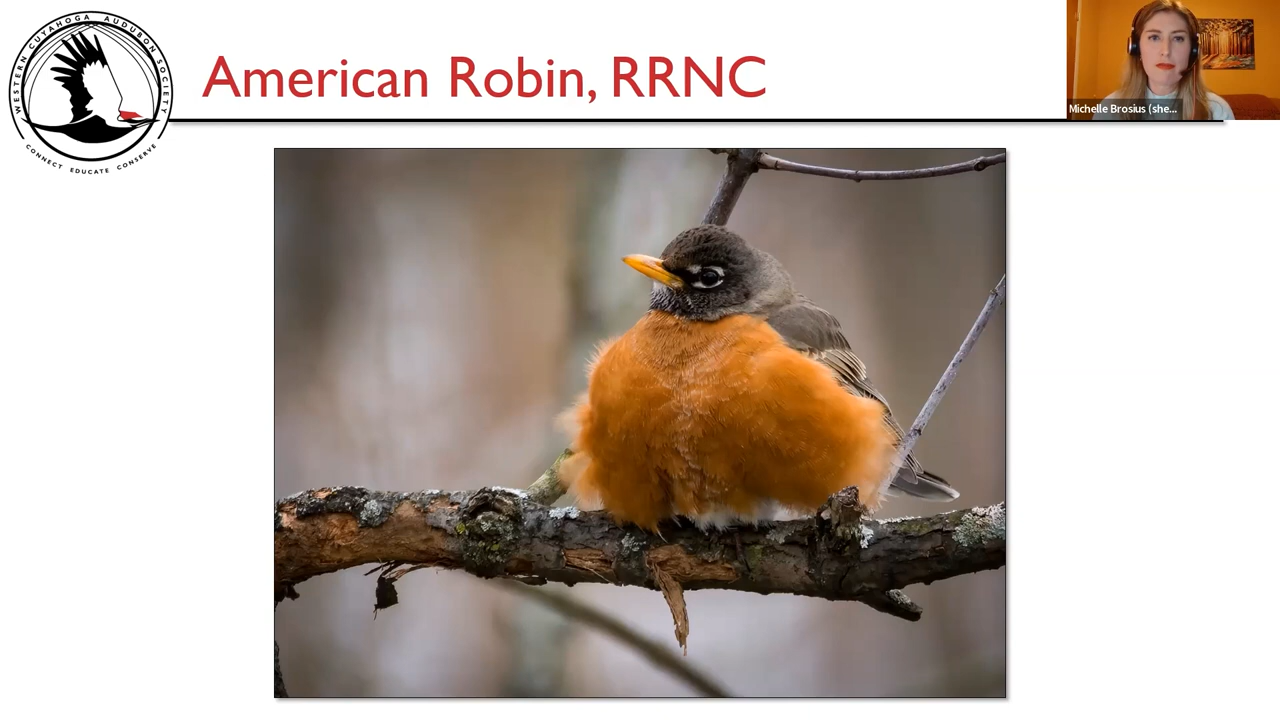 WESTERN CUYAHOGA AUDUBON SOCIETY
CONNECT EDUCATE CONSERVE
American Robin, RRNC
Michelle Brosius (she...